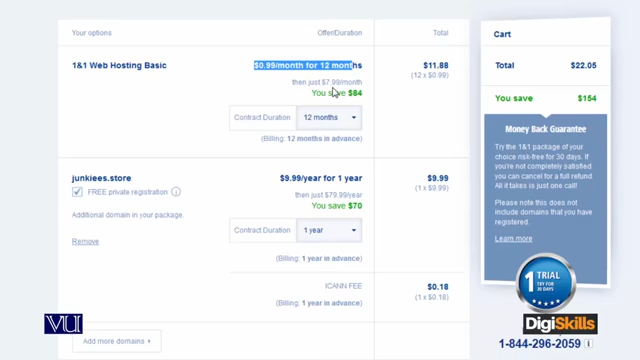 Your options
Offer/Duration
Total
1&1 Web Hosting Basic
$0.99/month for 12 months
then just $7.99/month
You save $84
$11.88
(12 x $0.99)
Contract Duration
12 months
(Billing: 12 months in advance)
junkiees.store
FREE private registration
Additional domain in your package.
Remove
$9.99/year for 1 year
then just $79.99/year
You save $70
$9.99
(1 x $9.99)
Contract Duration
1 year
(Billing: 1 year in advance)
ICANN FEE
(Billing: 1 year in advance)
$0.18
(1 x $0.18)
Add more domains
Cart
Total
$22.05
You save
$154
Money Back Guarantee
Try the 1&1 package of your
choice risk-free for 30 days. If
you're not completely satisfied
you can cancel for a full refund.
All it takes is just one call!
Please note this does not
include domains that you have
registered.
Learn more
1 TRIAL
TRY FOR
30 DAYS
VU
DigiSkills
1-844-296-2059